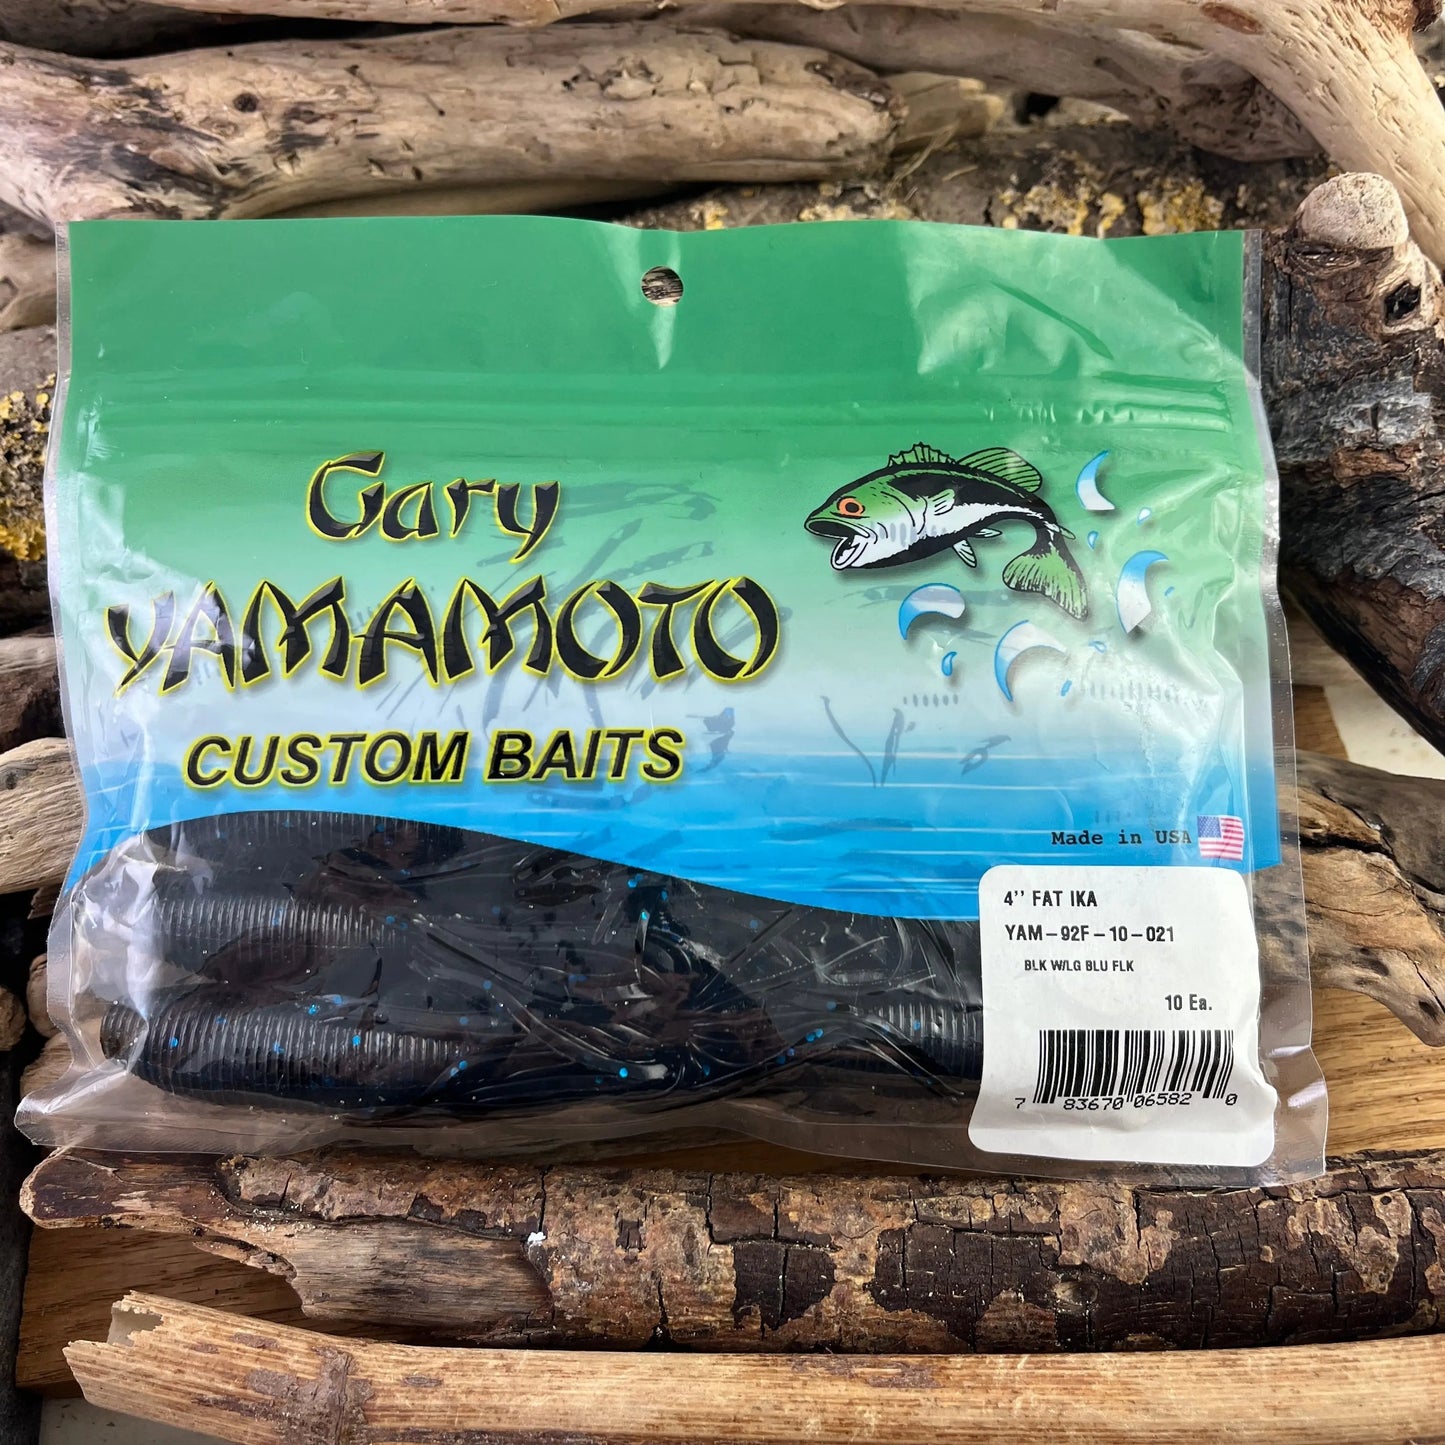 Gary
YAMAMOTO
CUSTOM BAITS
Made in USA
4'' FAT IKA
YAM-92F-10-021
BLK W/LG BLU FLK
10 Ea.
7 83670 06582 0